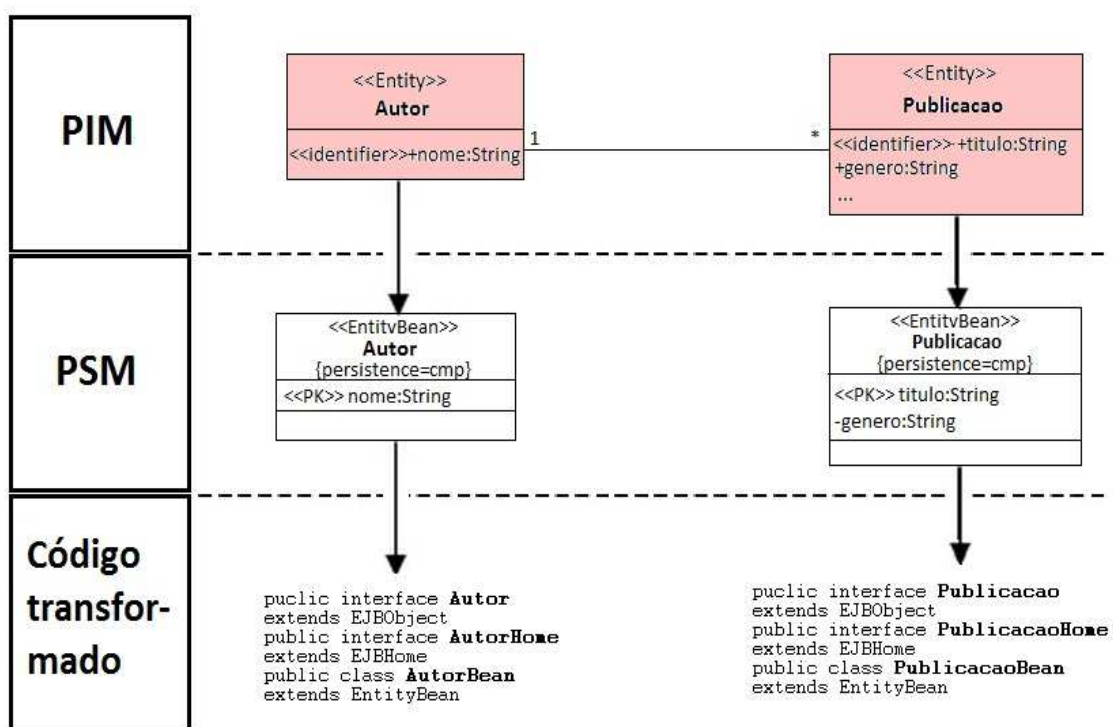 PIM
<<Entity>>
Autor
<<identifier>>+nome:String
1
*
<<Entity>>
Publicacao
<<identifier>> +titulo:String
+genero:String
...
PSM
<<EntityBean>>
Autor
{persistence=cmp}
<<PK>> nome:String
<<EntityBean>>
Publicacao
{persistence=cmp}
<<PK>> titulo:String
-genero:String
Código
transfor-
mado
puclic interface Autor
extends EJBObject
public interface AutorHome
extends EJBHome
public class AutorBean
extends EntityBean
puclic interface Publicacao
extends EJBObject
public interface PublicacaoHome
extends EJBHome
public class PublicacaoBean
extends EntityBean